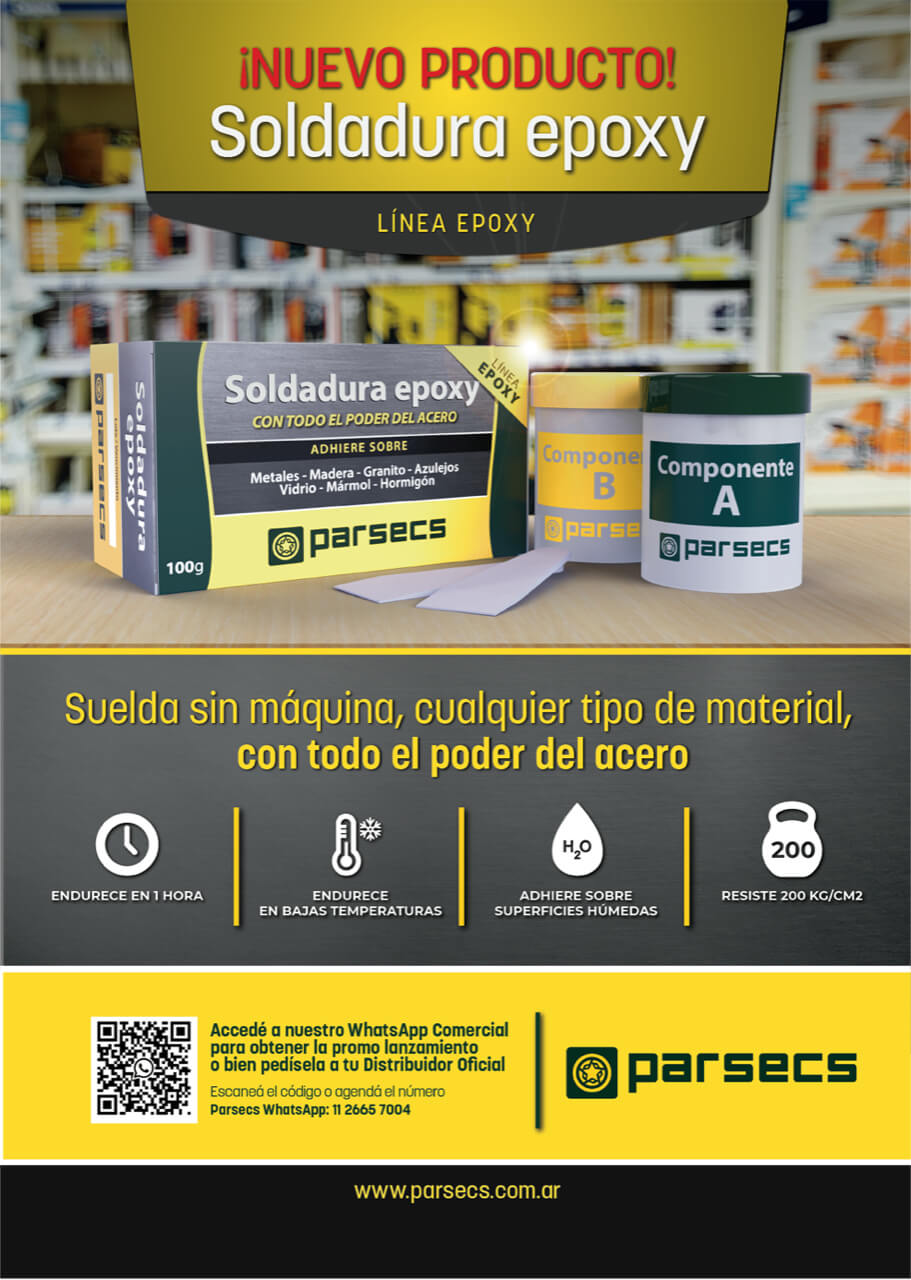 ¡NUEVO PRODUCTO!
Soldadura epoxy
LÍNEA EPOXY
Soldadura epoxy
CON TODO EL PODER DEL ACERO
ADHIERE SOBRE
Metales - Madera - Granito - Azulejos
Vidrio - Mármol - Hormigón
parsecs
100g
LÍNEA
EPOXY
parsecs
Soldadura
epoxy
Componen
B
parse
Componente
A
parsecs
Suelda sin máquina, cualquier tipo de material,
con todo el poder del acero
ENDURECE EN 1 HORA
ENDURECE
EN BAJAS TEMPERATURAS
H2O
ADHIERE SOBRE
SUPERFICIES HÚMEDAS
200
RESISTE 200 KG/CM2
Accedé a nuestro WhatsApp Comercial
para obtener la promo lanzamiento
o bien pedísela a tu Distribuidor Oficial
Escaneá el código o agendá el número
Parsecs WhatsApp: 11 2665 7004
parsecs
www.parsecs.com.ar